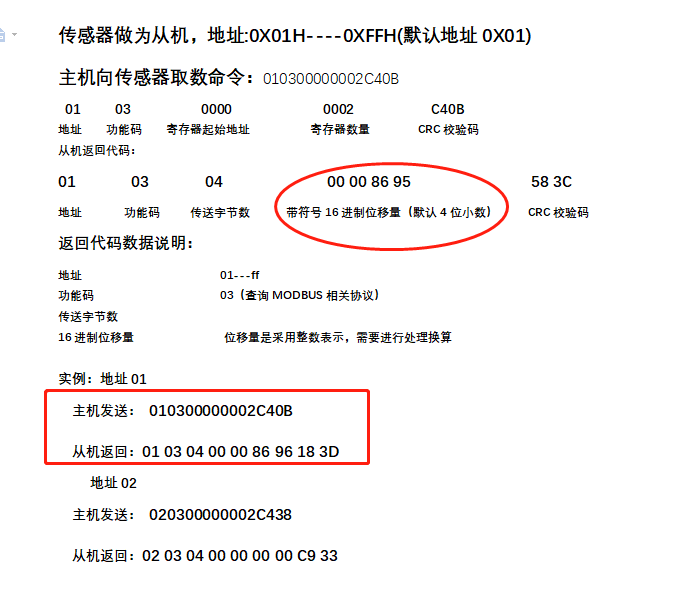 传感器做为从机，地址:0X01H----0XFFH(默认地址 0X01)
主机向传感器取数命令：010300000002C40B
01 03 0000 0002 C40B
地址 功能码 寄存器起始地址 寄存器数量 CRC 校验码
从机返回代码：
01 03 04 00 00 86 95 58 3C
地址 功能码 传送字节数 带符号 16 进制位移量（默认 4 位小数） CRC 校验码
返回代码数据说明：
地址 01---ff
功能码 03（查询 MODBUS 相关协议）
传送字节数
16 进制位移量 位移量是采用整数表示，需要进行处理换算
实例：地址 01
主机发送： 010300000002C40B
从机返回：01 03 04 00 00 86 96 18 3D
地址 02
主机发送： 020300000002C438
从机返回：02 03 04 00 00 00 00 C9 33